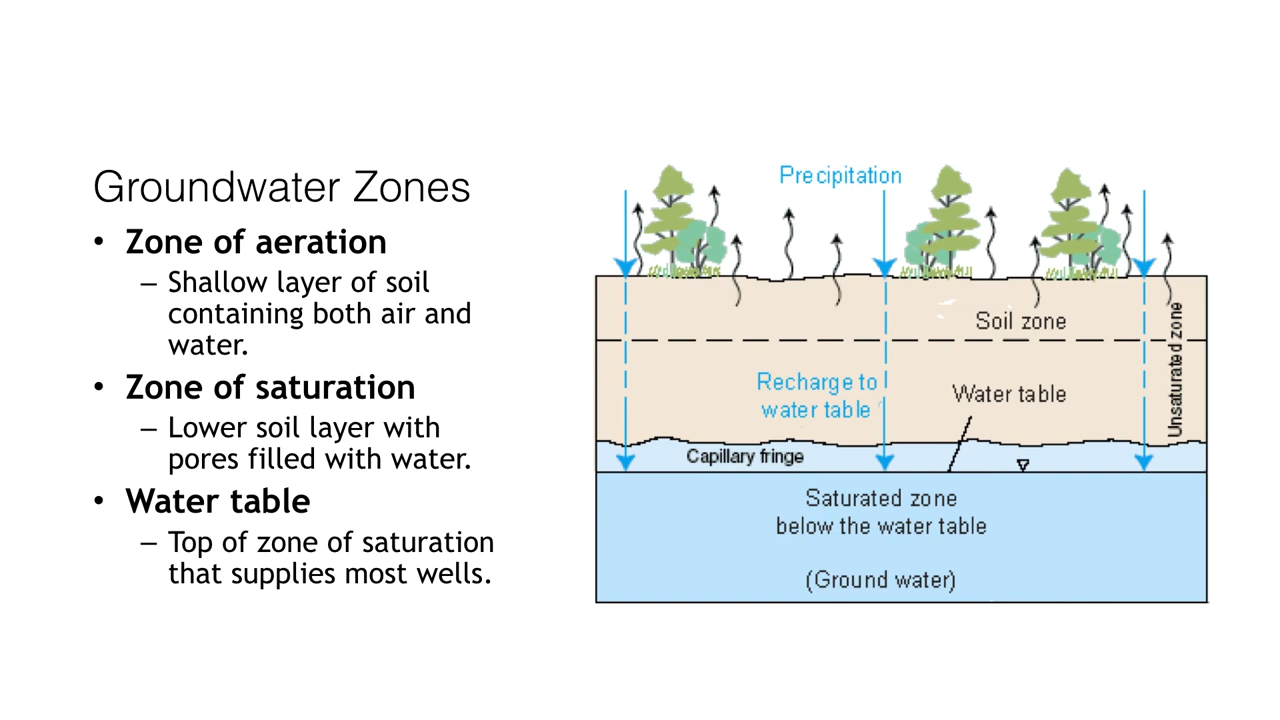 Groundwater Zones
• Zone of aeration
– Shallow layer of soil
containing both air and
water.
• Zone of saturation
– Lower soil layer with
pores filled with water.
• Water table
– Top of zone of saturation
that supplies most wells.
Precipitation
Soil zone
Unsaturated zone
Recharge to
water table
Water table
Capillary fringe
Saturated zone
below the water table
(Ground water)